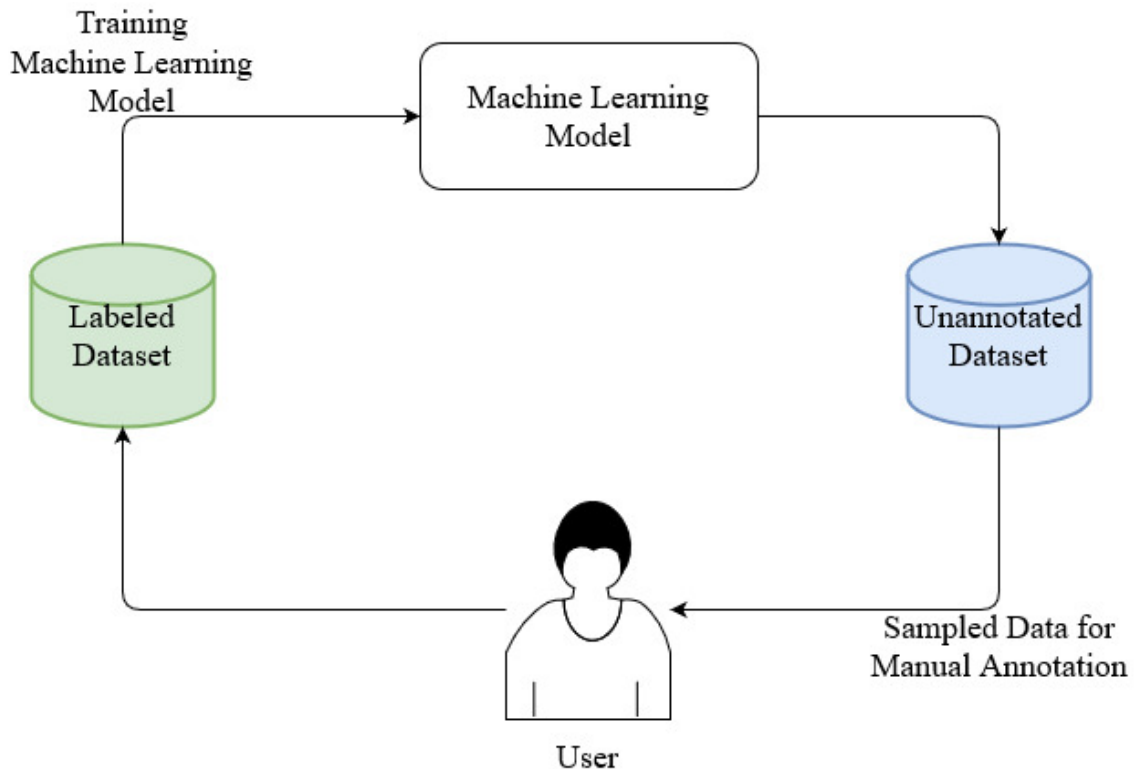 Training
Machine Learning
Model
Machine Learning
Model
Labeled
Dataset
Unannotated
Dataset
Sampled Data for
Manual Annotation
User